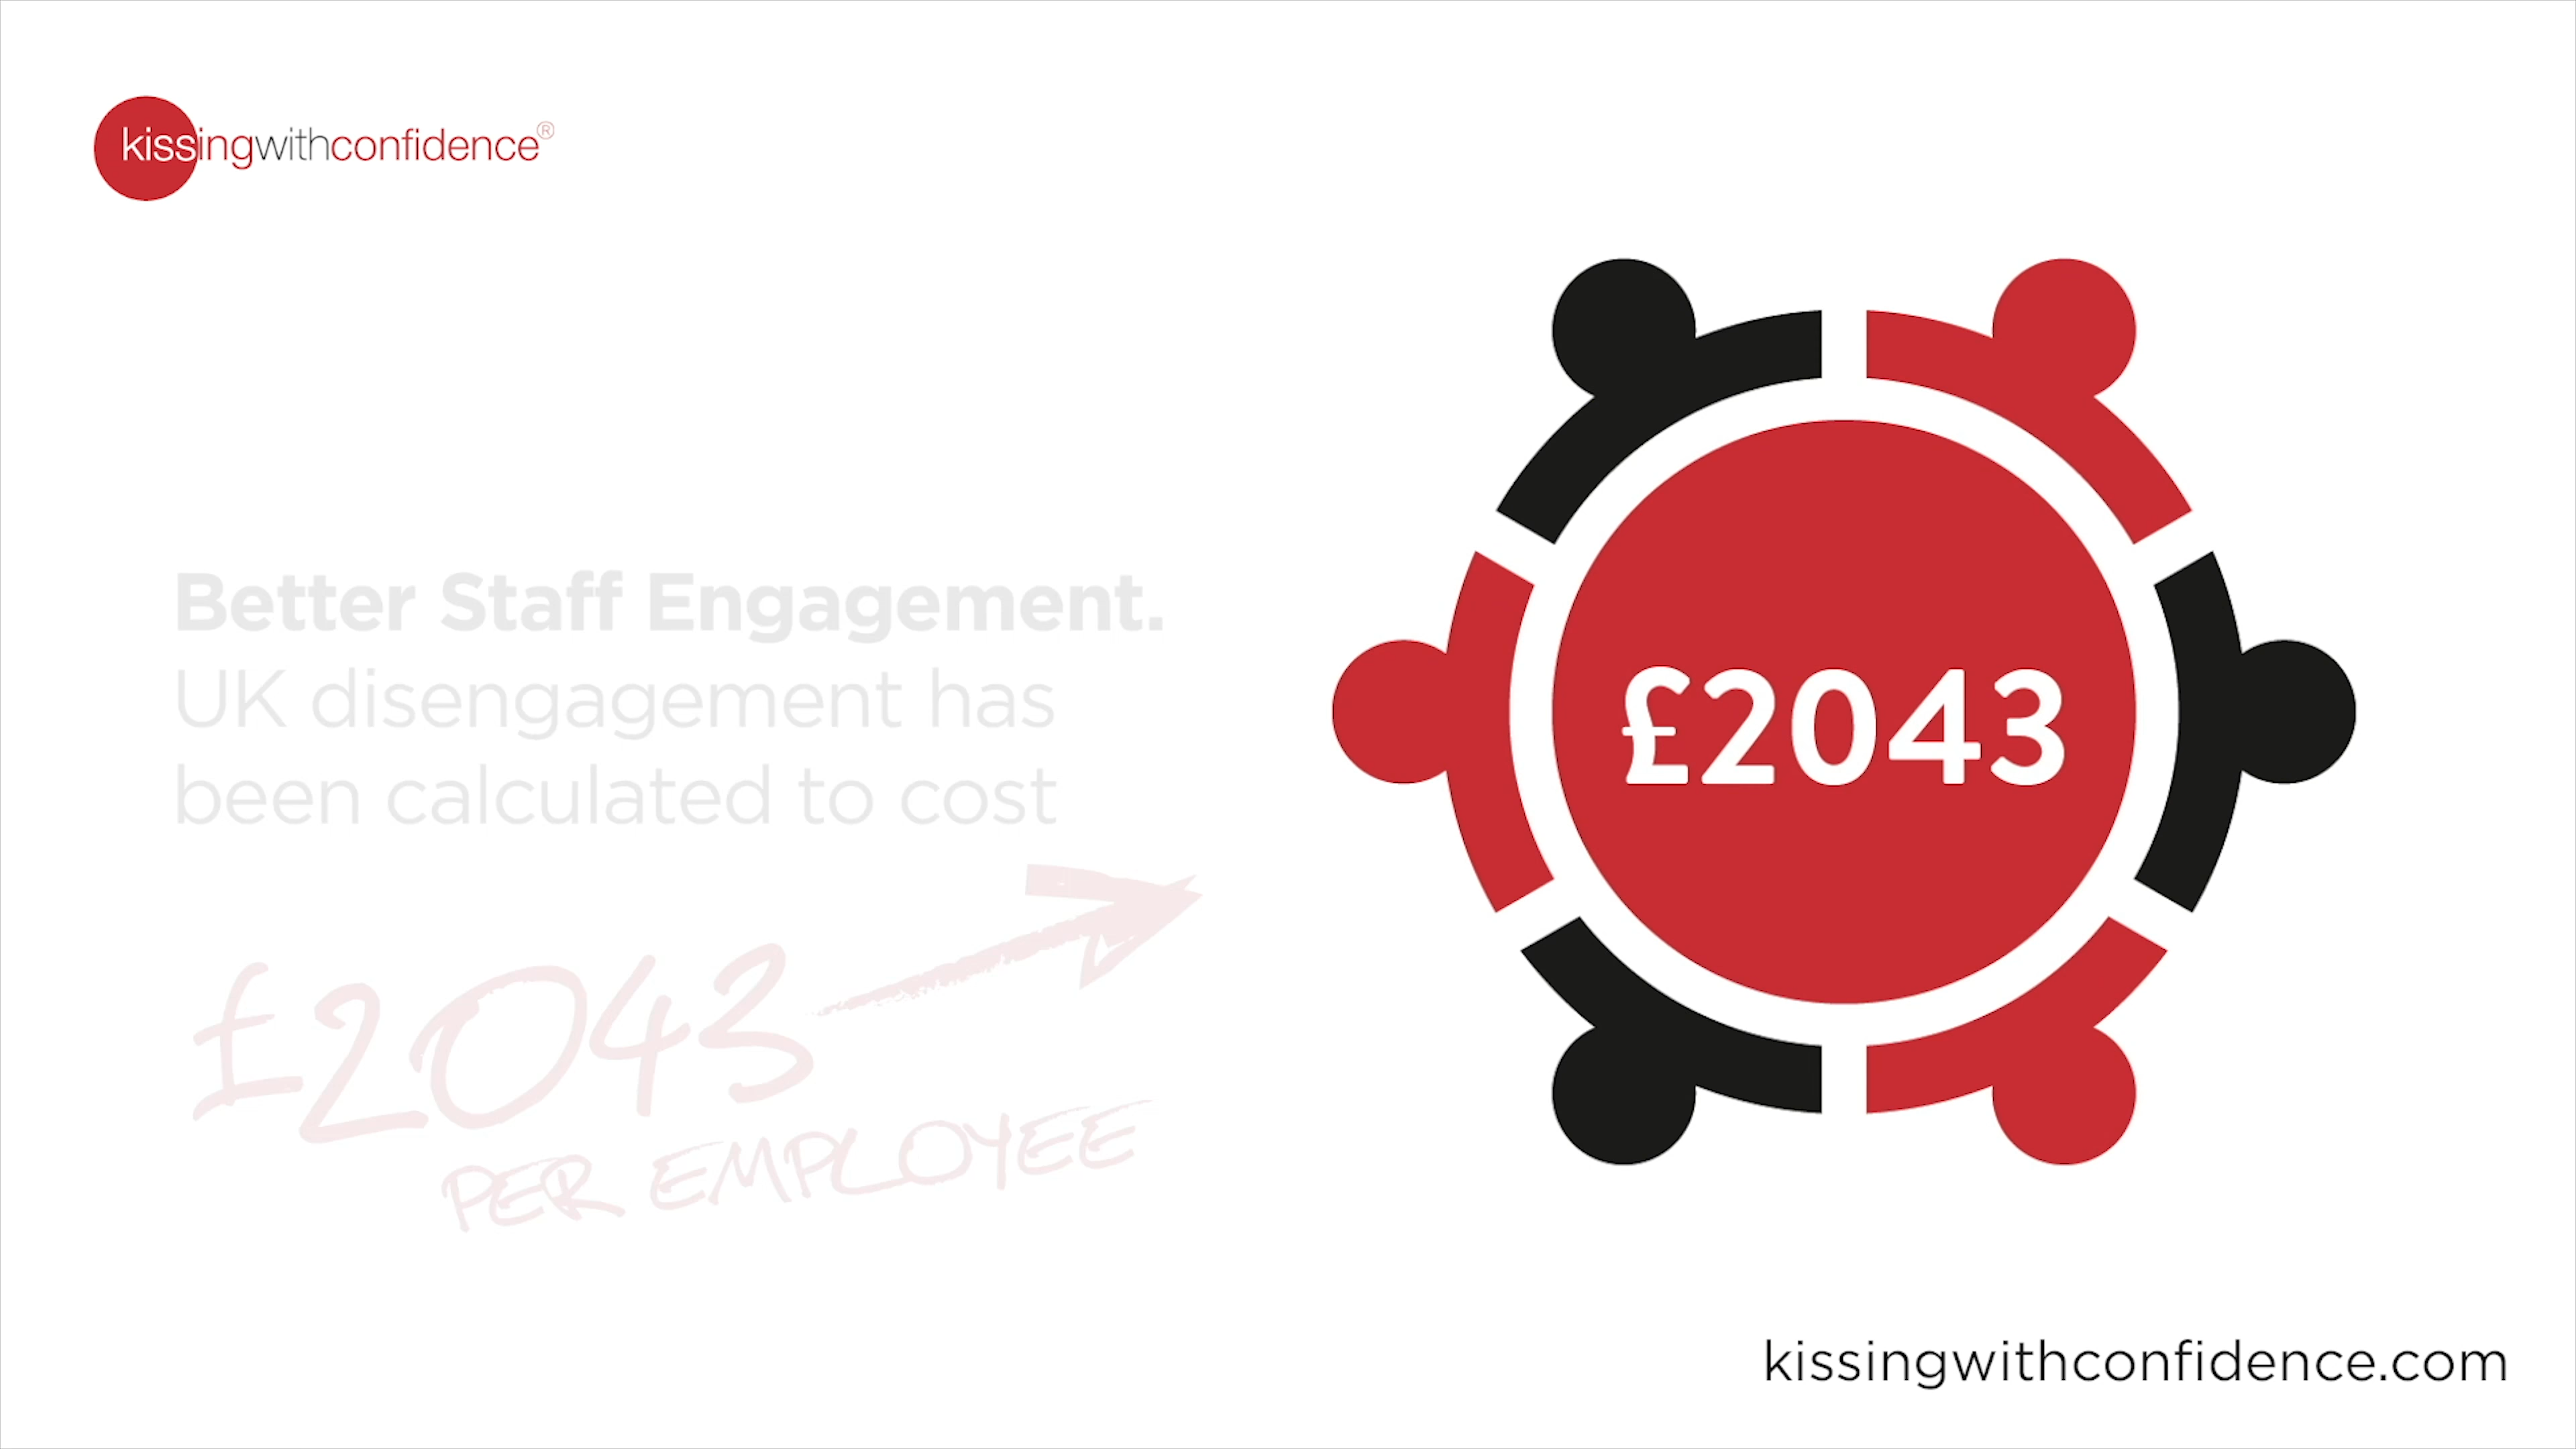 kissingwithconfidence®
Better Staff Engagement.
UK disengagement has
been calculated to cost
£2043
PER EMPLOYEE
£2043
kissingwithconfidence.com